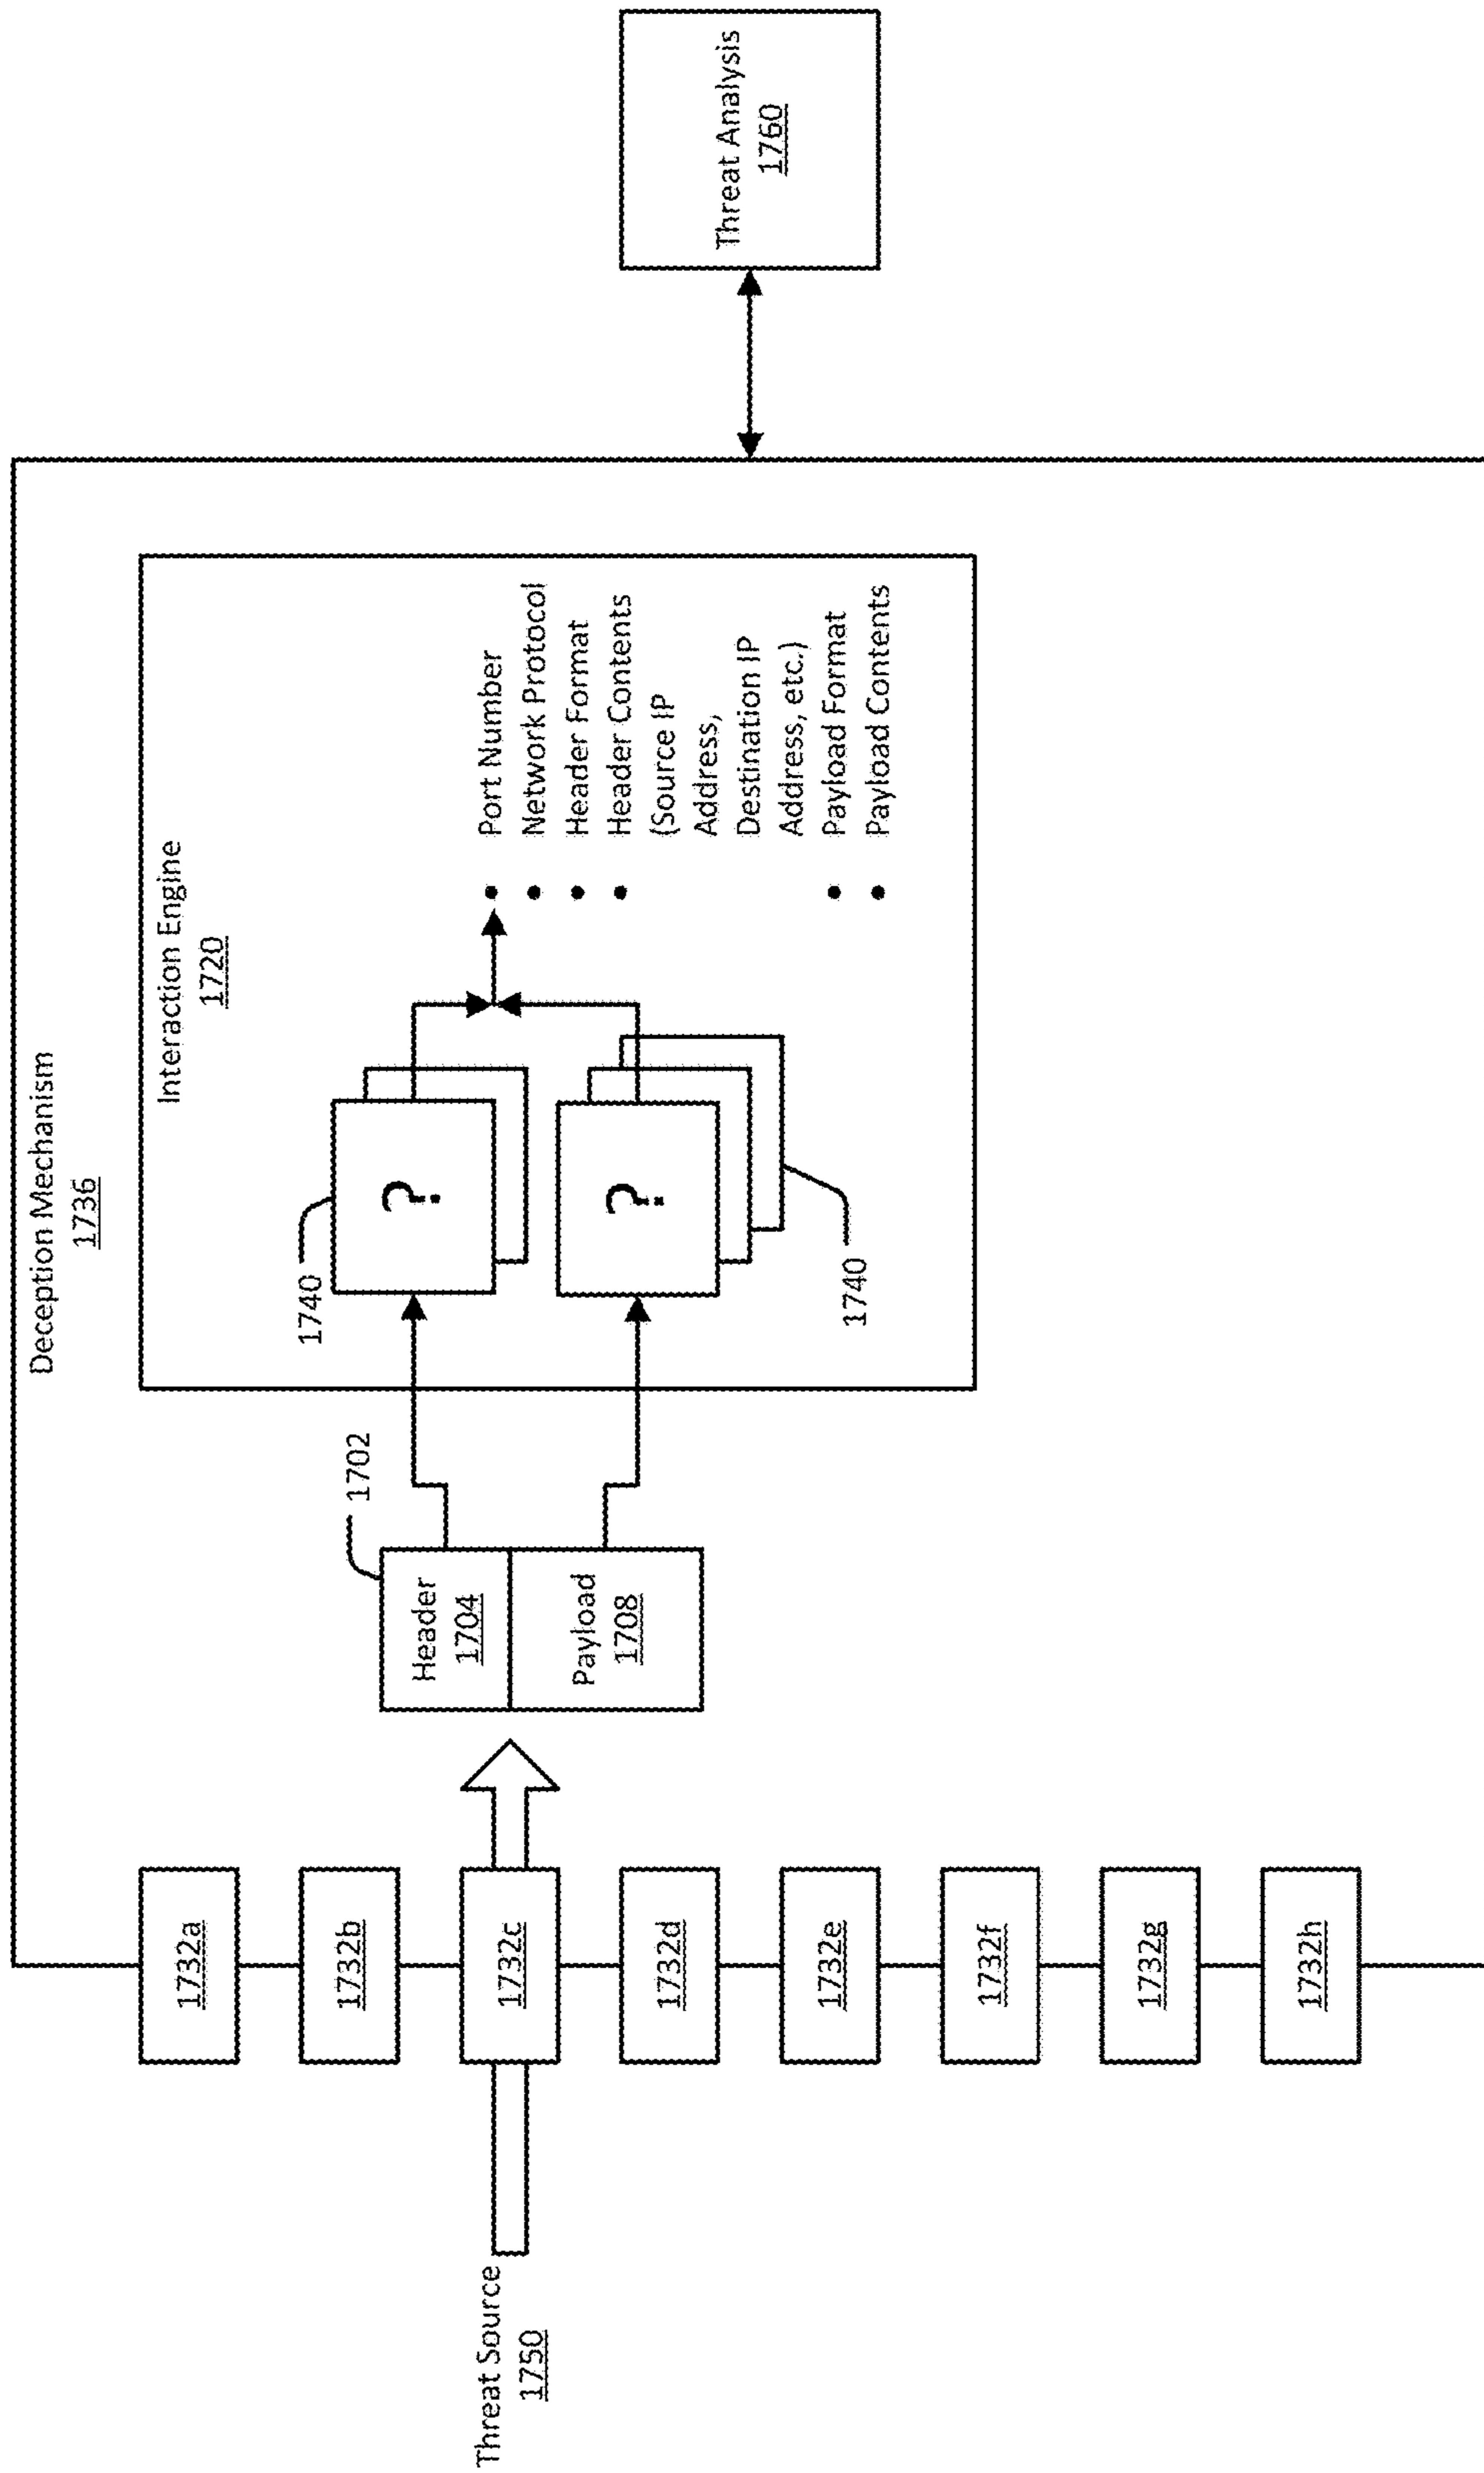 Deception Mechanism
1736
Interaction Engine
1720
1732a
1732b
1732c
1732d
1732e
1732f
1732g
1732h
Threat Source
1750
1702
Header
1704
Payload
1708
1740
?
?
1740
• Port Number
• Network Protocol
• Header Format
• Header Contents
(Source IP
Address,
Destination IP
Address, etc.)
• Payload Format
• Payload Contents
Threat Analysis
1760